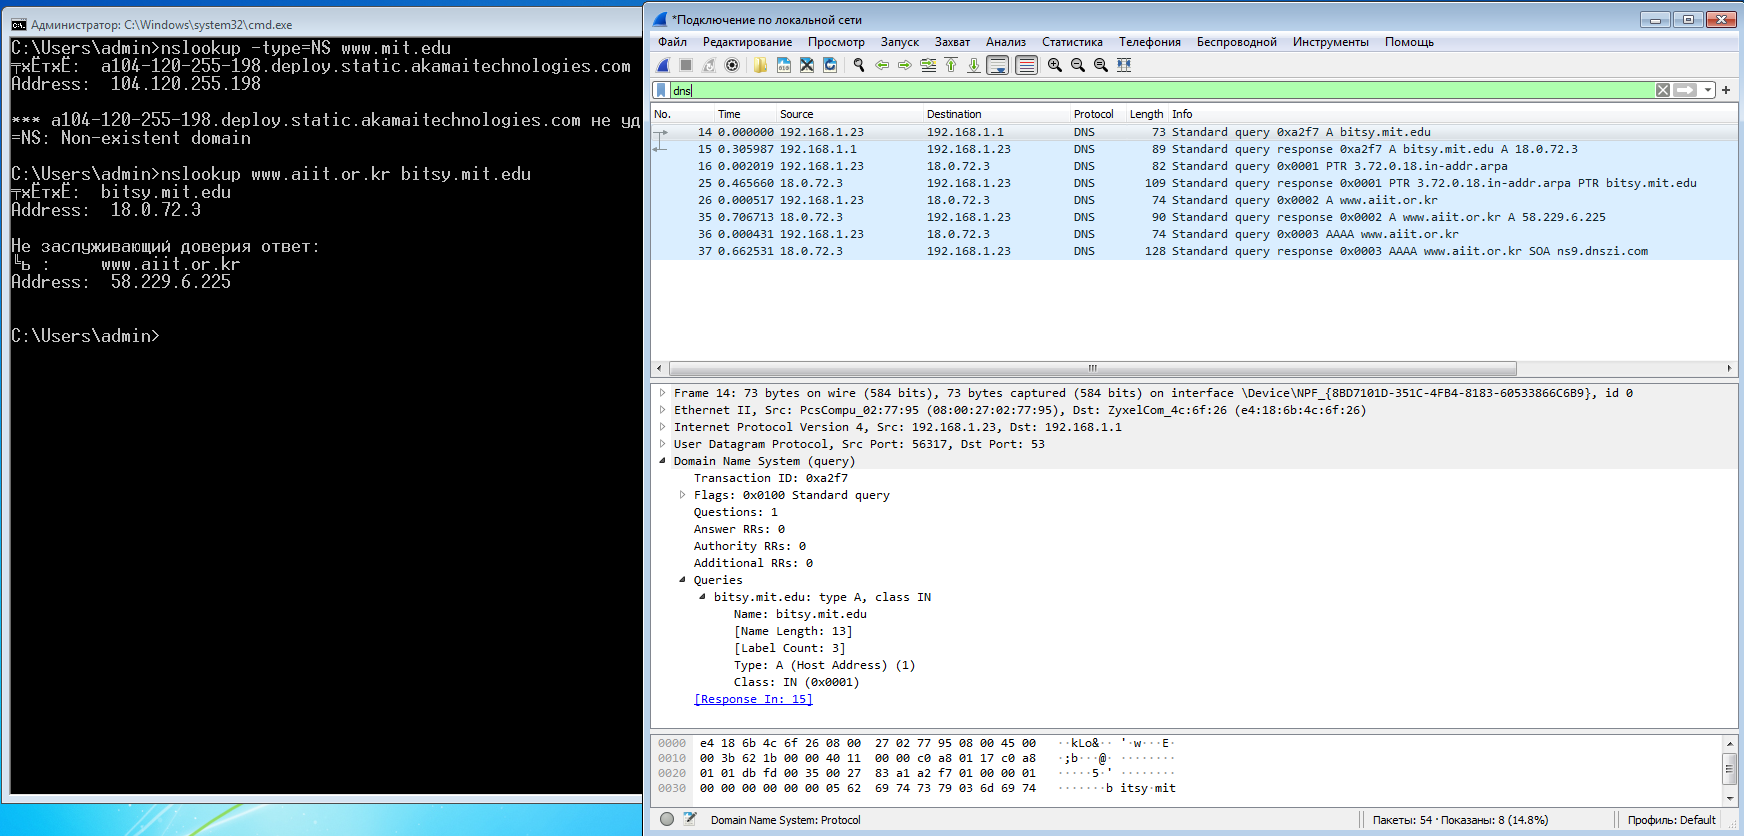 Администратор: C:\Windows\system32\cmd.exe
C:\Users\admin>nslookup -type=NS www.mit.edu
╤хЁтхЁ:  a104-120-255-198.deploy.static.akamaitechnologies.com
Address:  104.120.255.198
*** a104-120-255-198.deploy.static.akamaitechnologies.com не уд
=NS: Non-existent domain
C:\Users\admin>nslookup www.aiit.or.kr bitsy.mit.edu
╤хЁтхЁ:  bitsy.mit.edu
Address:  18.0.72.3
Не заслуживающий доверия ответ:
╚ь :     www.aiit.or.kr
Address:  58.229.6.225
C:\Users\admin>
*Подключение по локальной сети
Файл Редактирование Просмотр Запуск Захват Анализ Статистика Телефония Беспроводной Инструменты Помощь
dns
No. Time Source Destination Protocol Length Info
14 0.000000 192.168.1.23 192.168.1.1 DNS 73 Standard query 0xa2f7 A bitsy.mit.edu
15 0.305987 192.168.1.1 192.168.1.23 DNS 89 Standard query response 0xa2f7 A bitsy.mit.edu A 18.0.72.3
16 0.002019 192.168.1.23 18.0.72.3 DNS 82 Standard query 0x0001 PTR 3.72.0.18.in-addr.arpa
25 0.465660 18.0.72.3 192.168.1.23 DNS 109 Standard query response 0x0001 PTR 3.72.0.18.in-addr.arpa PTR bitsy.mit.edu
26 0.000517 192.168.1.23 18.0.72.3 DNS 74 Standard query 0x0002 A www.aiit.or.kr
35 0.706713 18.0.72.3 192.168.1.23 DNS 90 Standard query response 0x0002 A www.aiit.or.kr A 58.229.6.225
36 0.000431 192.168.1.23 18.0.72.3 DNS 74 Standard query 0x0003 AAAA www.aiit.or.kr
37 0.662531 18.0.72.3 192.168.1.23 DNS 128 Standard query response 0x0003 AAAA www.aiit.or.kr SOA ns9.dnszi.com
Frame 14: 73 bytes on wire (584 bits), 73 bytes captured (584 bits) on interface \Device\NPF_{8BD7101D-351C-4FB4-8183-60533866C6B9}, id 0
Ethernet II, Src: PcsCompu_02:77:95 (08:00:27:02:77:95), Dst: ZyxelCom_4c:6f:26 (e4:18:6b:4c:6f:26)
Internet Protocol Version 4, Src: 192.168.1.23, Dst: 192.168.1.1
User Datagram Protocol, Src Port: 56317, Dst Port: 53
Domain Name System (query)
Transaction ID: 0xa2f7
Flags: 0x0100 Standard query
Questions: 1
Answer RRs: 0
Authority RRs: 0
Additional RRs: 0
Queries
bitsy.mit.edu: type A, class IN
Name: bitsy.mit.edu
[Name Length: 13]
[Label Count: 3]
Type: A (Host Address) (1)
Class: IN (0x0001)
[Response In: 15]
0000 e4 18 6b 4c 6f 26 08 00 27 02 77 95 08 00 45 00 ··kLo&·· '·w···E·
0010 00 3b 62 1b 00 00 40 11 00 00 c0 a8 01 17 c0 a8 ·;b···@· ········
0020 01 01 db fd 00 35 00 27 83 a1 a2 f7 01 00 00 01 ·····5·' ········
0030 00 00 00 00 00 00 05 62 69 74 73 79 03 6d 69 74 ·······b itsy·mit
Domain Name System: Protocol Пакеты: 54 · Показаны: 8 (14.8%) Профиль: Default